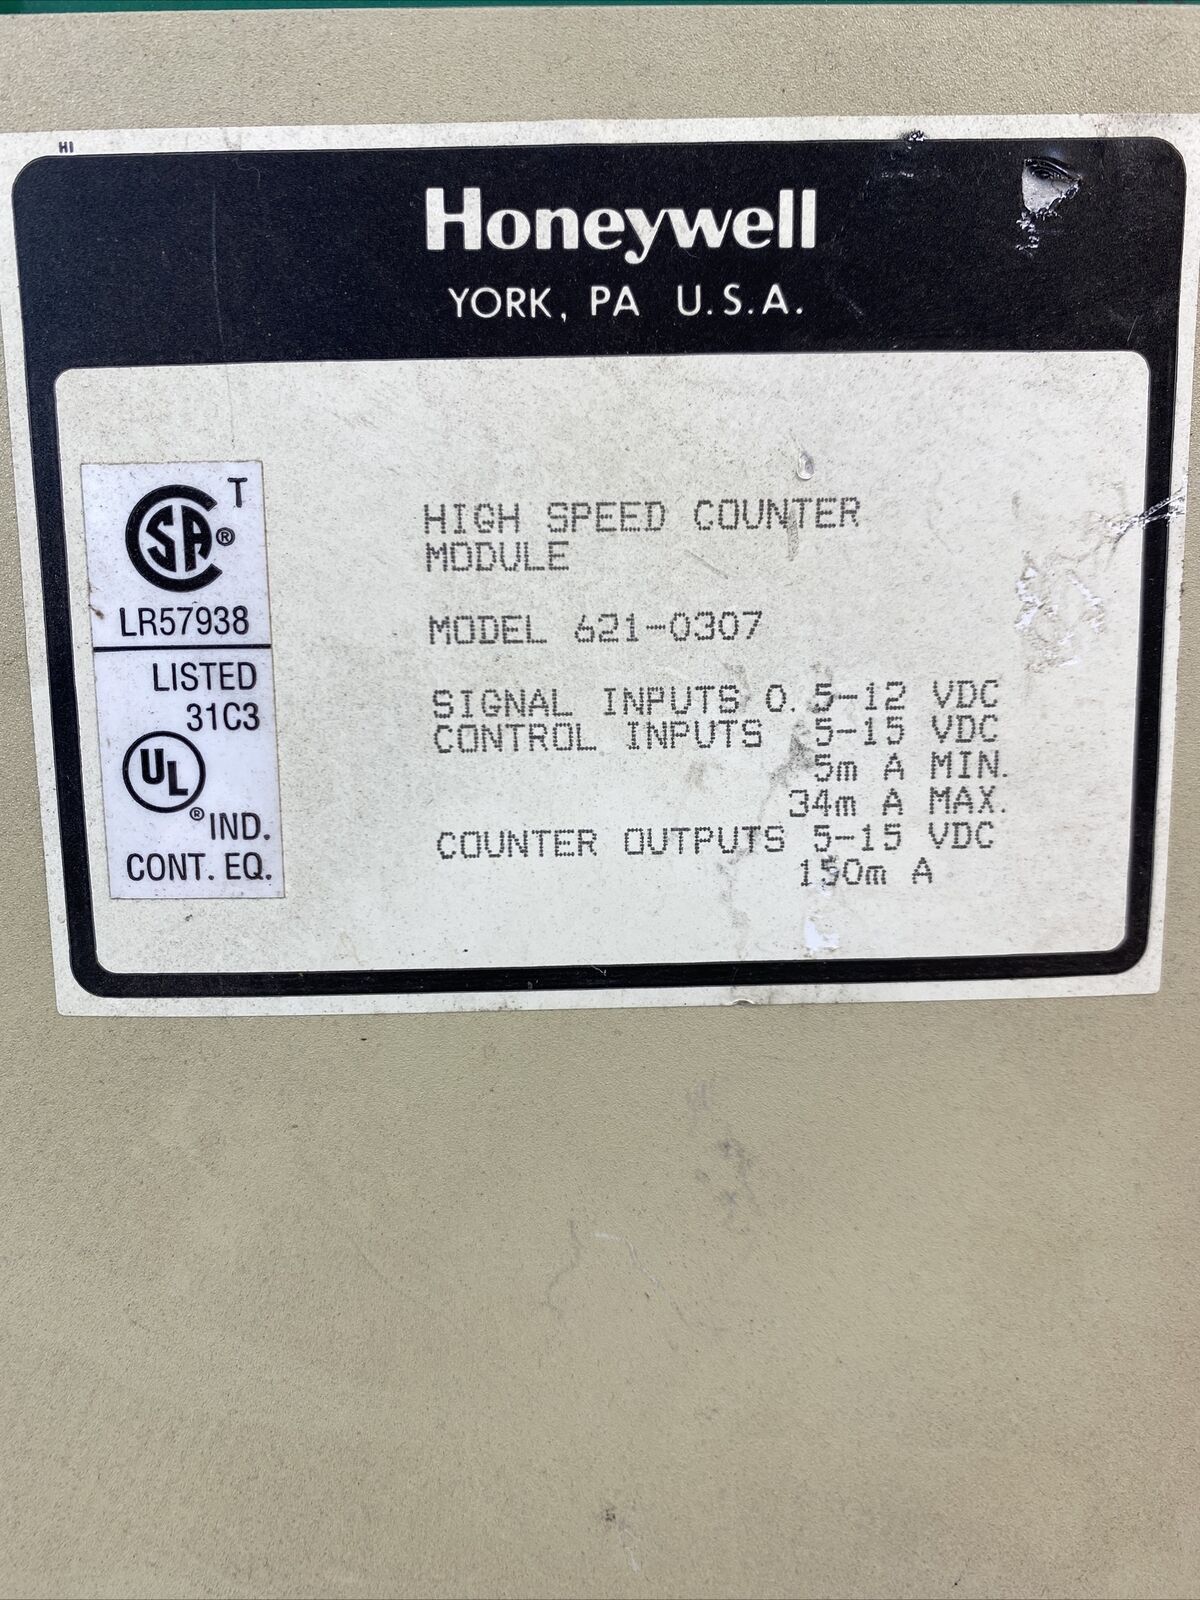 HI
Honeywell
YORK, PA U.S.A.
T
SA®
LR57938
LISTED
31C3
UL
®IND.
CONT. EQ.
HIGH SPEED COUNTER
MODULE
MODEL 621-0307
SIGNAL INPUTS 0.5-12 VDC
CONTROL INPUTS 5-15 VDC
5m A MIN.
34m A MAX.
COUNTER OUTPUTS 5-15 VDC
150m A